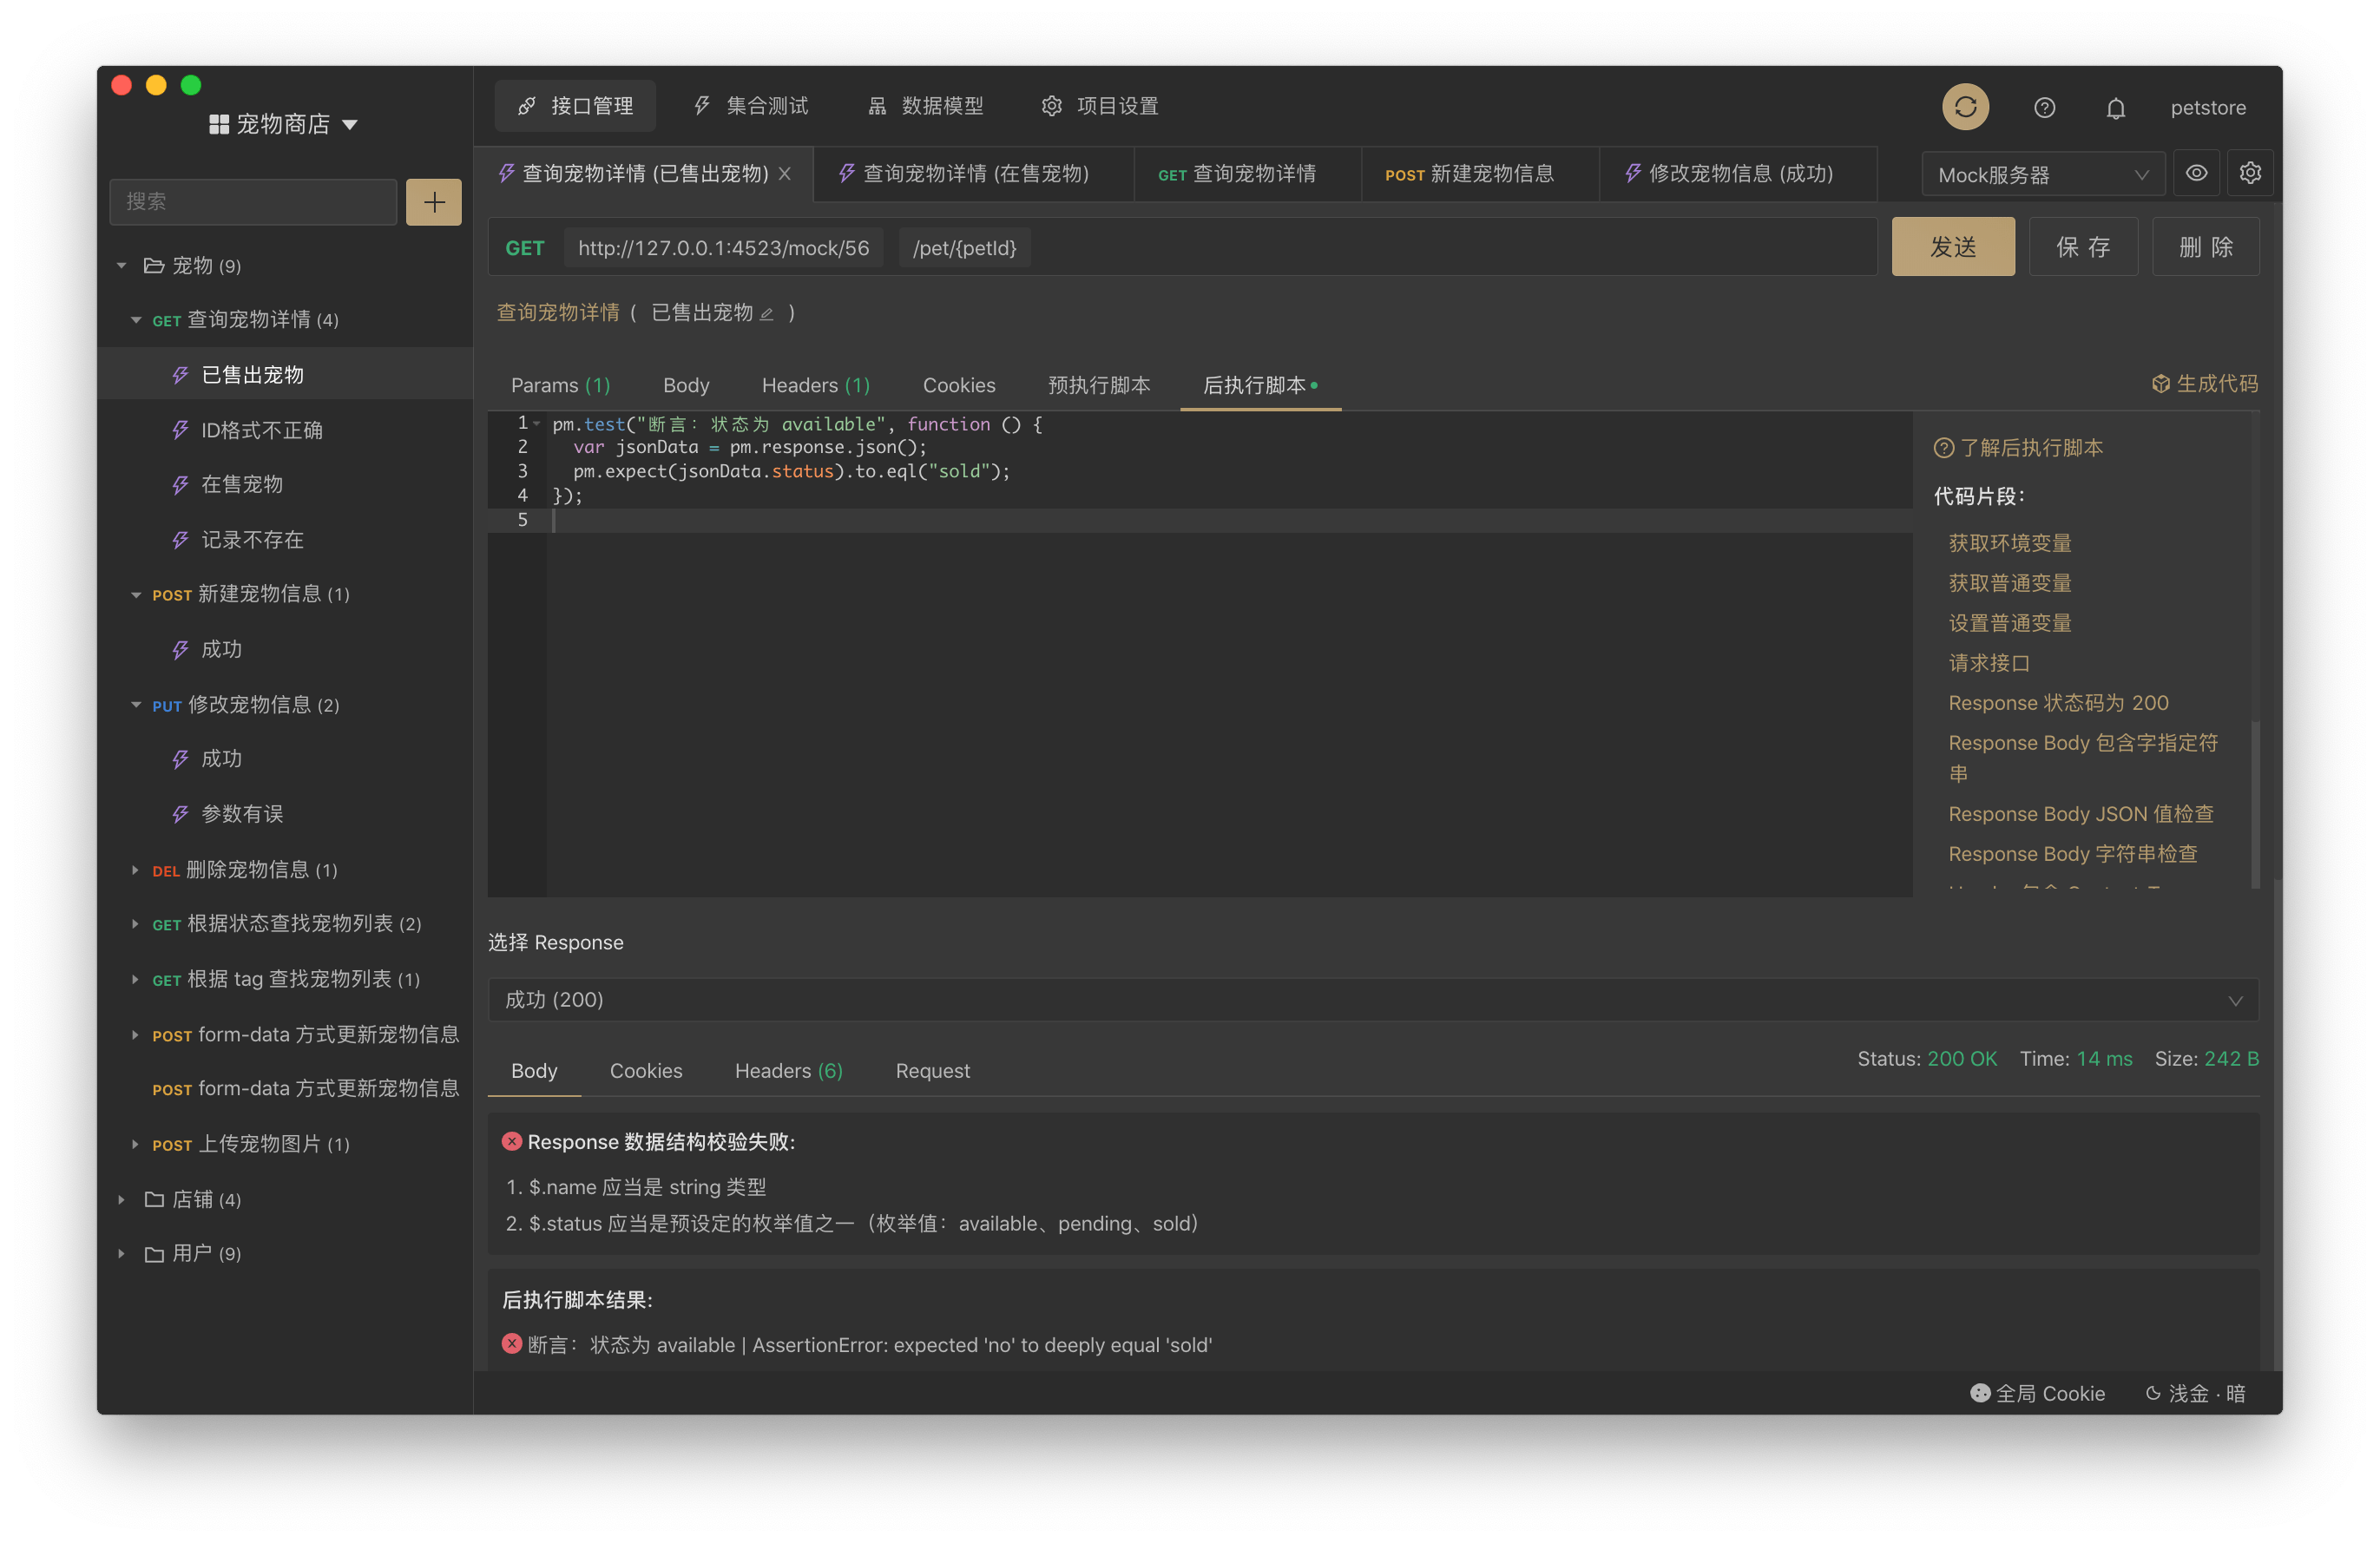 宠物商店
搜索
宠物 (9)
GET 查询宠物详情 (4)
已售出宠物
ID格式不正确
在售宠物
记录不存在
POST 新建宠物信息 (1)
成功
PUT 修改宠物信息 (2)
成功
参数有误
DEL 删除宠物信息 (1)
GET 根据状态查找宠物列表 (2)
GET 根据 tag 查找宠物列表 (1)
POST form-data 方式更新宠物信息
POST form-data 方式更新宠物信息
POST 上传宠物图片 (1)
店铺 (4)
用户 (9)
接口管理 集合测试 数据模型 项目设置 petstore
查询宠物详情 (已售出宠物) X 查询宠物详情 (在售宠物) GET 查询宠物详情 POST 新建宠物信息 修改宠物信息 (成功) Mock服务器
GET http://127.0.0.1:4523/mock/56 /pet/{petId} 发送 保 存 删 除
查询宠物详情 ( 已售出宠物 )
Params (1) Body Headers (1) Cookies 预执行脚本 后执行脚本 生成代码
1 pm.test("断言：状态为 available", function () {
2 var jsonData = pm.response.json();
3 pm.expect(jsonData.status).to.eql("sold");
4 });
5
了解后执行脚本
代码片段：
获取环境变量
获取普通变量
设置普通变量
请求接口
Response 状态码为 200
Response Body 包含字指定符
串
Response Body JSON 值检查
Response Body 字符串检查
选择 Response
成功 (200)
Body Cookies Headers (6) Request Status: 200 OK Time: 14 ms Size: 242 B
Response 数据结构校验失败:
1. $.name 应当是 string 类型
2. $.status 应当是预设定的枚举值之一（枚举值：available、pending、sold）
后执行脚本结果:
断言：状态为 available | AssertionError: expected 'no' to deeply equal 'sold'
全局 Cookie 浅金 · 暗